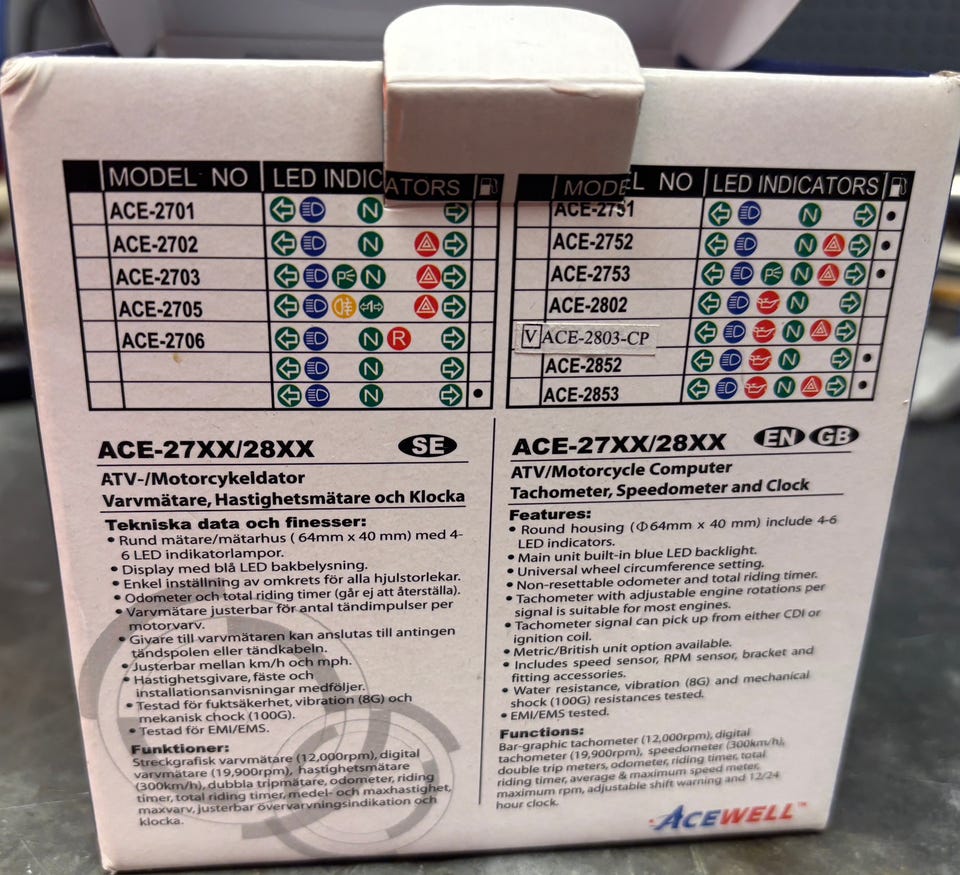 MODEL NO LED INDICATORS
ACE-2701 N
ACE-2702 N
ACE-2703 P N
ACE-2705
ACE-2706 N R
N
N
MODEL NO LED INDICATORS
ACE-2751 N
ACE-2752 N
ACE-2753 P N
ACE-2802 N
V ACE-2803-CP N
ACE-2852 N
ACE-2853 N
ACE-27XX/28XX SE
ATV-/Motorcykeldator
Varvmätare, Hastighetsmätare och Klocka
Tekniska data och finesser:
• Rund mätare/mätarhus ( 64mm x 40 mm) med 4-
6 LED indikatorlampor.
• Display med blå LED bakbelysning.
• Enkel inställning av omkrets för alla hjulstorlekar.
• Odometer och total riding timer (går ej att återställa).
• Varvmätare justerbar för antal tändimpulser per
motorvarv.
• Givare till varvmätaren kan anslutas till antingen
tändspolen eller tändkabeln.
• Justerbar mellan km/h och mph.
• Hastighetsgivare, fäste och
installationsanvisningar medföljer.
• Testad för fuktsäkerhet, vibration (8G) och
mekanisk chock (100G).
• Testad för EMI/EMS.
Funktioner:
Streckgrafisk varvmätare (12,000rpm), digital
varvmätare (19,900rpm), hastighetsmätare
(300km/h), dubbla tripmätare, odometer, riding
timer, total riding timer, medel- och maxhastighet,
maxvarv, justerbar övervarvningsindikation och
klocka.
ACE-27XX/28XX EN GB
ATV/Motorcycle Computer
Tachometer, Speedometer and Clock
Features:
• Round housing (Φ64mm x 40 mm) include 4-6
LED indicators.
• Main unit built-in blue LED backlight.
• Universal wheel circumference setting.
• Non-resettable odometer and total riding timer.
• Tachometer with adjustable engine rotations per
signal is suitable for most engines.
• Tachometer signal can pick up from either CDI or
ignition coil.
• Metric/British unit option available.
• Includes speed sensor, RPM sensor, bracket and
fitting accessories.
• Water resistance, vibration (8G) and mechanical
shock (100G) resistances tested.
• EMI/EMS tested.
Functions:
Bar-graphic tachometer (12,000rpm), digital
tachometer (19,900rpm), speedometer (300km/h),
double trip meters, odometer, riding timer, total
riding timer, average & maximum speed meter,
maximum rpm, adjustable shift warning and 12/24
hour clock.
ACEWELL™